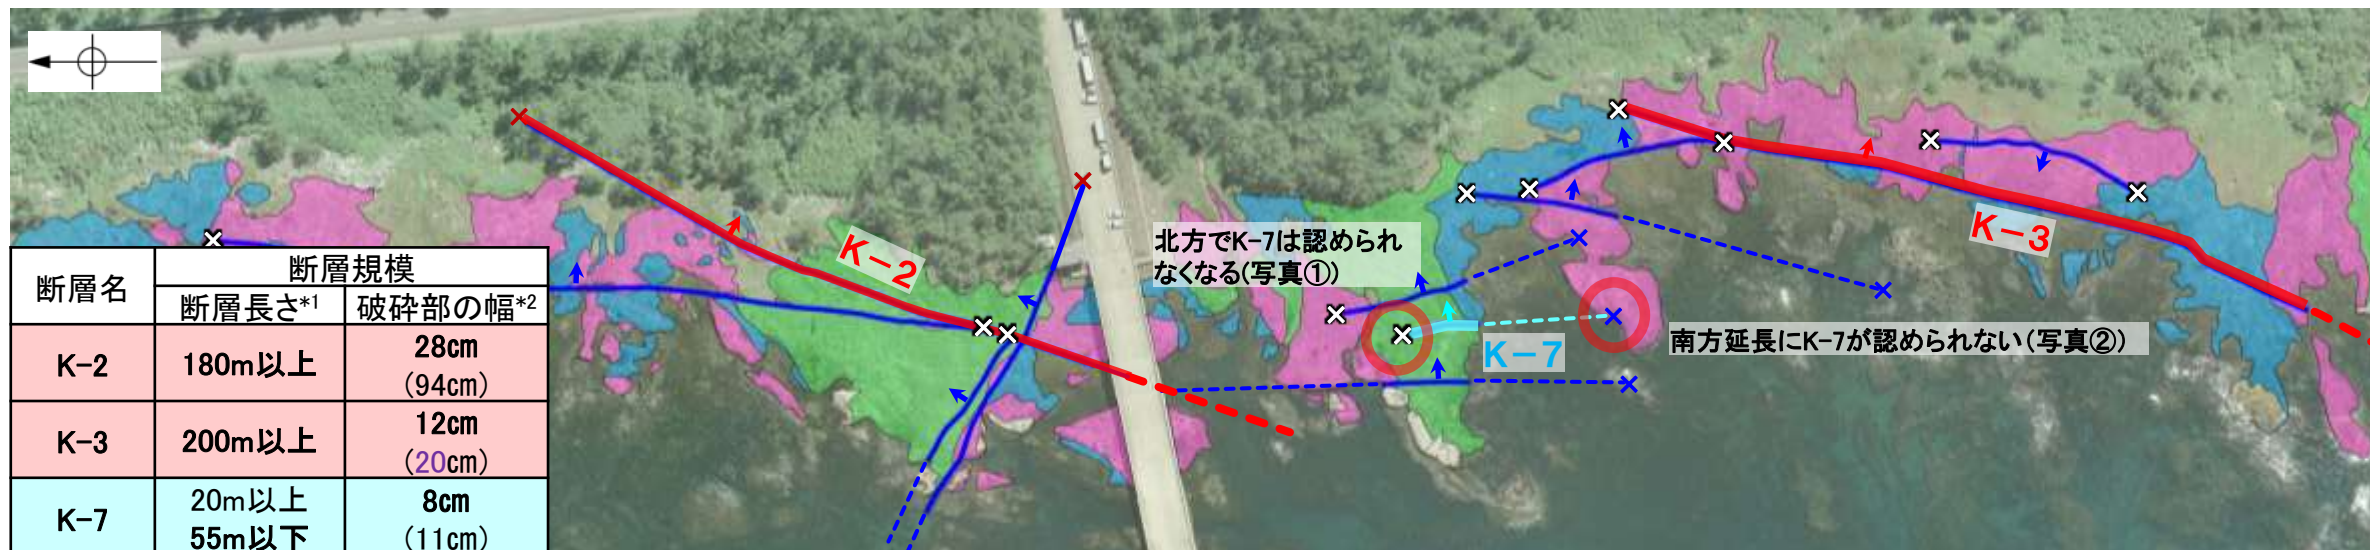 北方でK-7は認められ
なくなる(写真①)
K-2
K-3
K-7
南方延長にK-7が認められない(写真②)
断層名
断層規模
断層長さ*1
破砕部の幅*2
K-2
180m以上
28cm
(94cm)
K-3
200m以上
12cm
(20cm)
K-7
20m以上
55m以下
8cm
(11cm)